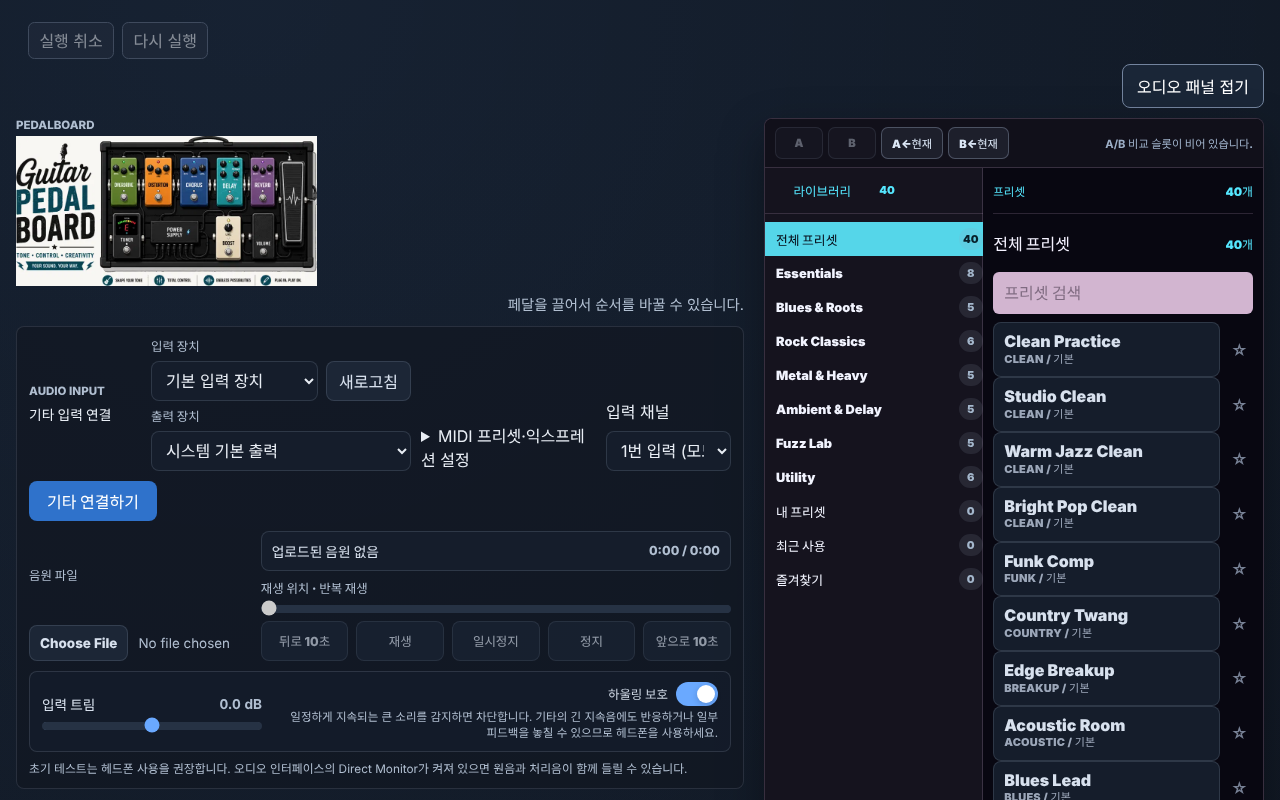 실행 취소
다시 실행
오디오 패널 접기
PEDALBOARD
Guitar
PEDAL
BOARD
TONE • CONTROL • CREATIVITY
YOUR SOUND. YOUR WAY.
OVERDRIVE
DISTORTION
CHORUS
DELAY
REVERB
TUNER
POWER SUPPLY
BOOST
VOLUME
SHAPE YOUR TONE
TOTAL CONTROL
ENDLESS POSSIBILITIES
PLUG IN. PLAY ON.
페달을 끌어서 순서를 바꿀 수 있습니다.
AUDIO INPUT
기타 입력 연결
입력 장치
기본 입력 장치
새로고침
출력 장치
시스템 기본 출력
▶ MIDI 프리셋·익스프레
션 설정
입력 채널
1번 입력 (모
기타 연결하기
음원 파일
업로드된 음원 없음
0:00 / 0:00
재생 위치 • 반복 재생
Choose File
No file chosen
뒤로 10초
재생
일시정지
정지
앞으로 10초
입력 트림
0.0 dB
하울링 보호
일정하게 지속되는 큰 소리를 감지하면 차단합니다. 기타의 긴 지속음에도 반응하거나 일부
피드백을 놓칠 수 있으므로 헤드폰을 사용하세요.
초기 테스트는 헤드폰 사용을 권장합니다. 오디오 인터페이스의 Direct Monitor가 켜져 있으면 원음과 처리음이 함께 들릴 수 있습니다.
A
B
A←현재
B←현재
A/B 비교 슬롯이 비어 있습니다.
라이브러리
40
전체 프리셋
40
Essentials
8
Blues & Roots
5
Rock Classics
6
Metal & Heavy
5
Ambient & Delay
5
Fuzz Lab
5
Utility
6
내 프리셋
0
최근 사용
0
즐겨찾기
0
프리셋
40개
전체 프리셋
40개
프리셋 검색
Clean Practice
CLEAN / 기본
☆
Studio Clean
CLEAN / 기본
☆
Warm Jazz Clean
CLEAN / 기본
☆
Bright Pop Clean
CLEAN / 기본
☆
Funk Comp
FUNK / 기본
☆
Country Twang
COUNTRY / 기본
☆
Edge Breakup
BREAKUP / 기본
☆
Acoustic Room
ACOUSTIC / 기본
☆
Blues Lead
BLUES / 기본
☆